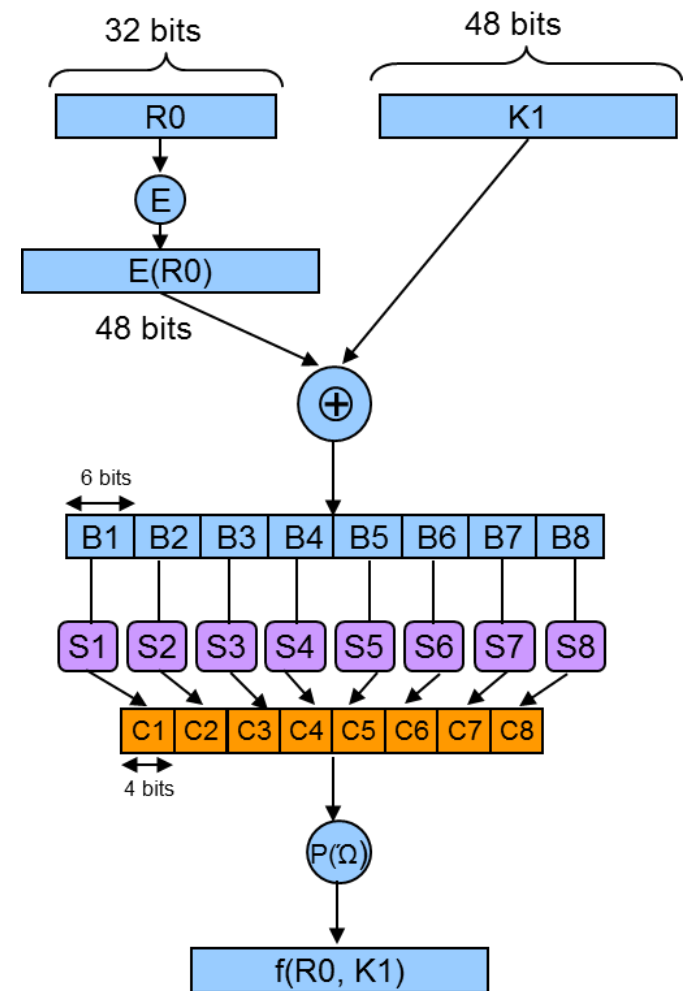 32 bits
48 bits
R0
K1
E
E(R0)
48 bits
⊕
6 bits
B1 B2 B3 B4 B5 B6 B7 B8
S1 S2 S3 S4 S5 S6 S7 S8
C1 C2 C3 C4 C5 C6 C7 C8
4 bits
P(Ώ)
f(R0, K1)